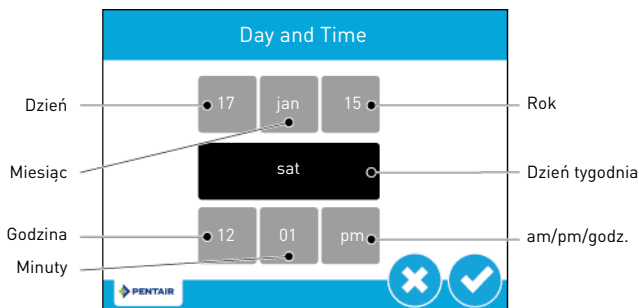 Day and Time
Dzień
17
jan
15
Rok
Miesiąc
sat
Dzień tygodnia
Godzina
12
01
pm
am/pm/godz.
Minuty
PENTAIR